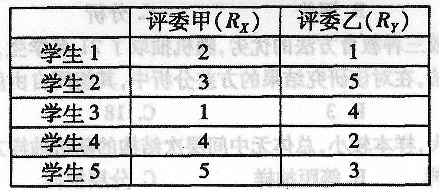 评委甲(R_X) 评委乙(R_Y)
学生1 2 1
学生2 3 5
学生3 1 4
学生4 4 2
学生5 5 3